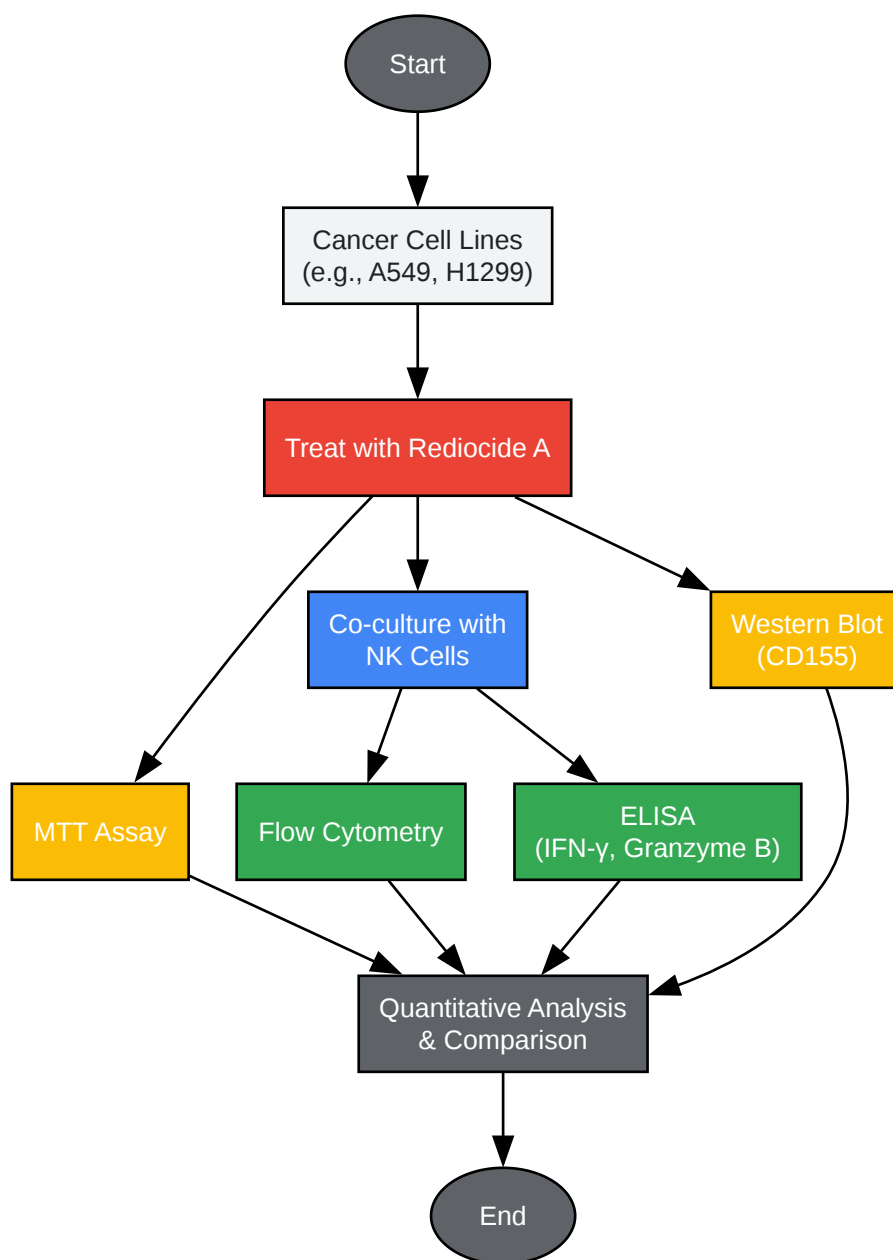 Start
Cancer Cell Lines
(e.g., A549, H1299)
Treat with Rediocide A
Co-culture with
NK Cells
Western Blot
(CD155)
MTT Assay
Flow Cytometry
ELISA
(IFN-γ, Granzyme B)
Quantitative Analysis
& Comparison
End